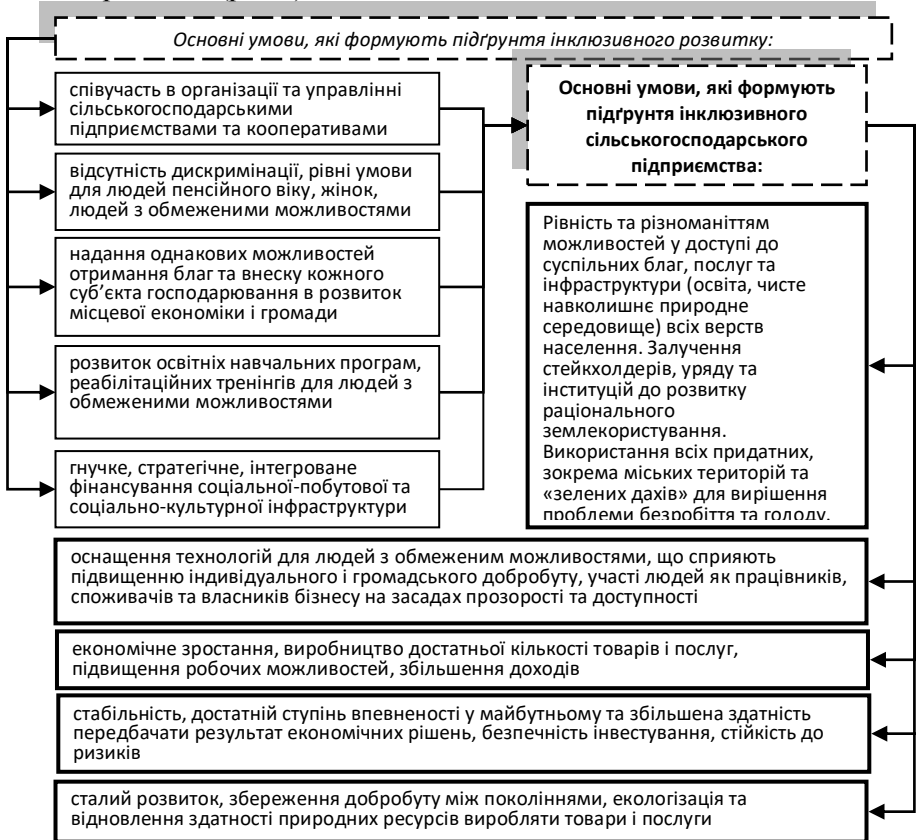 Основні умови, які формують підґрунтя інклюзивного розвитку:
співучасть в організації та управлінні
сільськогосподарськими
підприємствами та кооперативами
відсутність дискримінації, рівні умови
для людей пенсійного віку, жінок,
людей з обмеженими можливостями
надання однакових можливостей
отримання благ та внеску кожного
суб’єкта господарювання в розвиток
місцевої економіки і громади
розвиток освітніх навчальних програм,
реабілітаційних тренінгів для людей з
обмеженими можливостями
гнучке, стратегічне, інтегроване
фінансування соціальної-побутової та
соціально-культурної інфраструктури
Основні умови, які формують
підґрунтя інклюзивного
сільськогосподарського
підприємства:
Рівність та різноманіттям
можливостей у доступі до
суспільних благ, послуг та
інфраструктури (освіта, чисте
навколишнє природне
середовище) всіх верств
населення. Залучення
стейкхолдерів, уряду та
інституцій до розвитку
раціонального
землекористування.
Використання всіх придатних,
зокрема міських територій та
«зелених дахів» для вирішення
проблеми безробіття та голоду.
оснащення технологій для людей з обмеженим можливостями, що сприяють
підвищенню індивідуального і громадського добробуту, участі людей як працівників,
споживачів та власників бізнесу на засадах прозорості та доступності
економічне зростання, виробництво достатньої кількості товарів і послуг,
підвищення робочих можливостей, збільшення доходів
стабільність, достатній ступінь впевненості у майбутньому та збільшена здатність
передбачати результат економічних рішень, безпечність інвестування, стійкість до
ризиків
сталий розвиток, збереження добробуту між поколіннями, екологізація та
відновлення здатності природних ресурсів виробляти товари і послуги